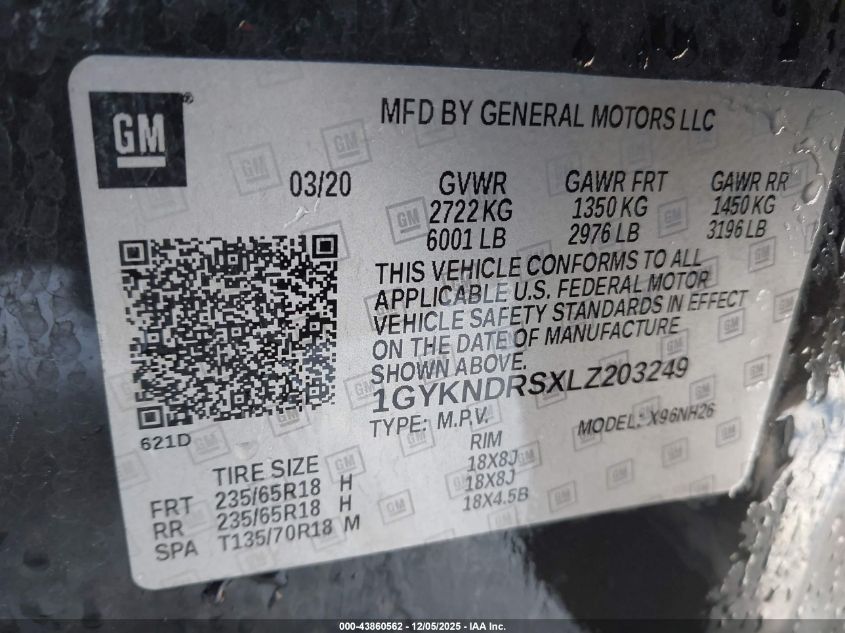 GM
®
MFD BY GENERAL MOTORS LLC
03/20
GVWR GAWR FRT GAWR RR
2722 KG 1350 KG 1450 KG
6001 LB 2976 LB 3196 LB
THIS VEHICLE CONFORMS TO ALL
APPLICABLE U.S. FEDERAL MOTOR
VEHICLE SAFETY STANDARDS IN EFFECT
ON THE DATE OF MANUFACTURE
SHOWN ABOVE.
1GYKNDRSXLZ203249
TYPE: M.P.V. MODEL: X96NH26
621D
TIRE SIZE RIM
FRT 235/65R18 H 18X8J
RR 235/65R18 H 18X8J
SPA T135/70R18 M 18X4.5B
000-43860562 - 12/05/2025 - IAA Inc.